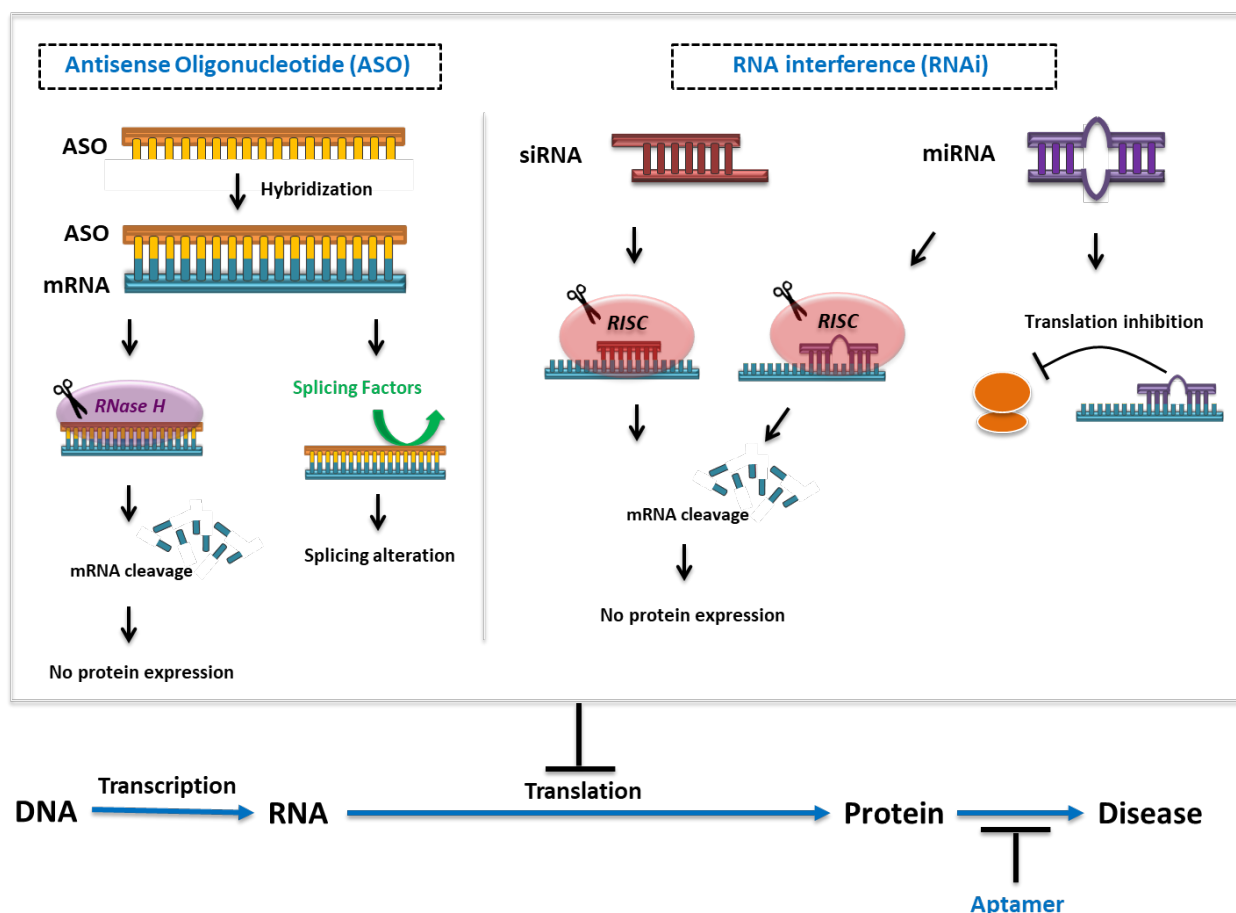 Antisense Oligonucleotide (ASO)
ASO
Hybridization
ASO
mRNA
RNase H
Splicing Factors
mRNA cleavage
Splicing alteration
No protein expression
RNA interference (RNAi)
siRNA
miRNA
RISC
RISC
Translation inhibition
mRNA cleavage
No protein expression
DNA
Transcription
RNA
Translation
Protein
Disease
Aptamer